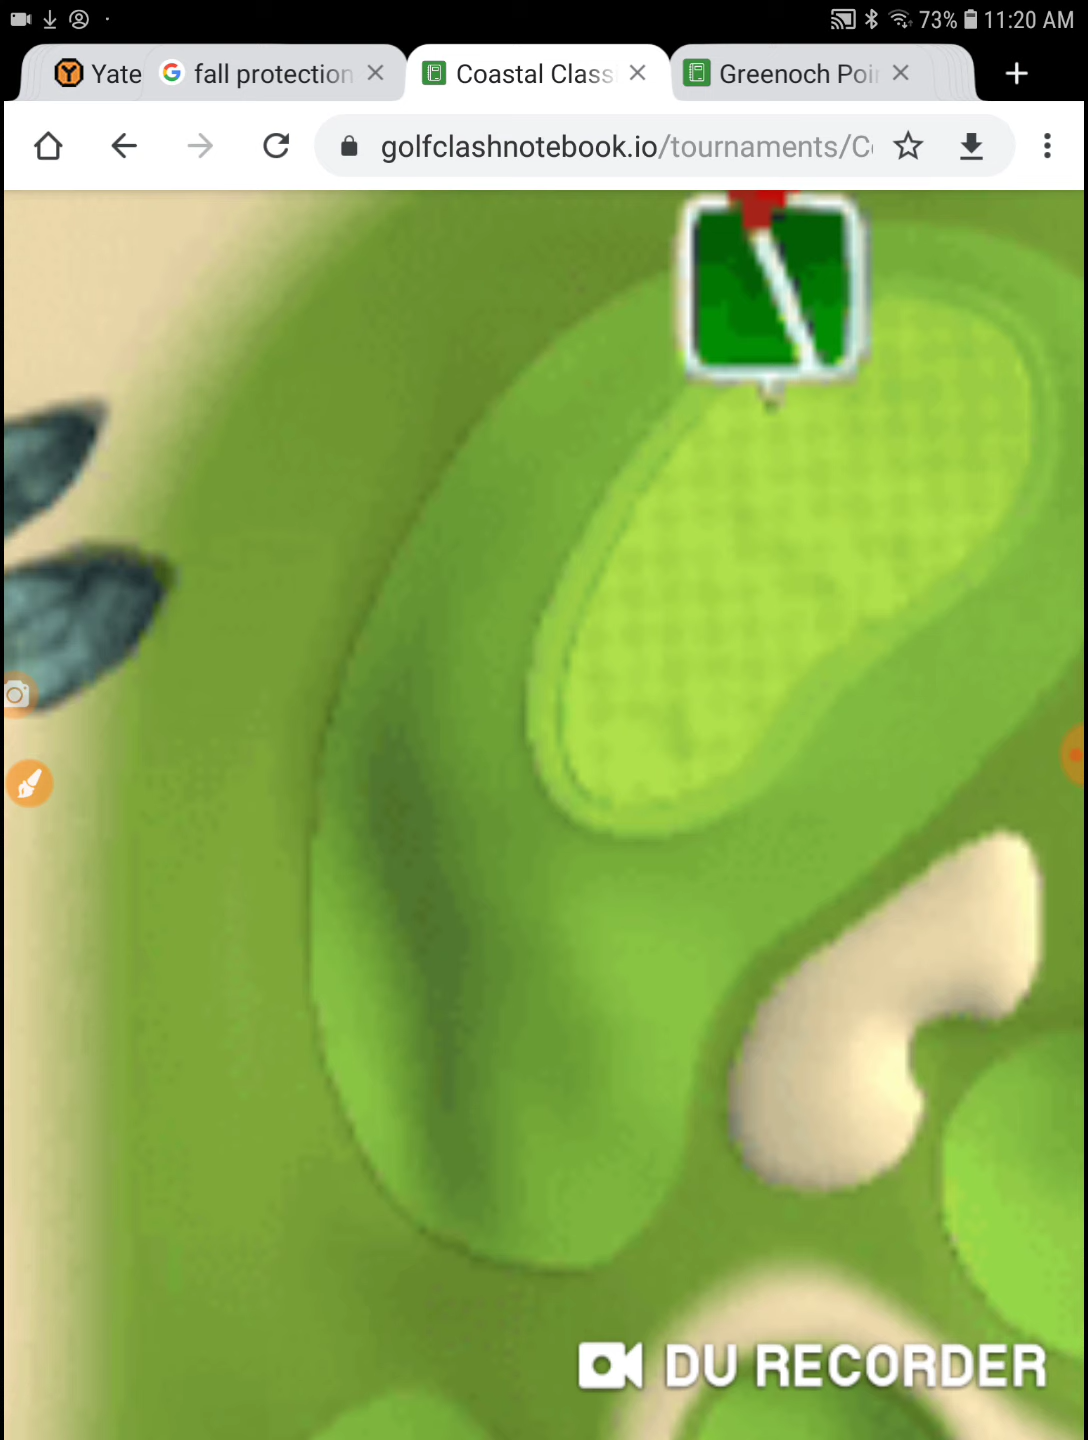 73% 11:20 AM
Yate fall protection Coastal Class Greenoch Poi
golfclashnotebook.io/tournaments/C
DU RECORDER